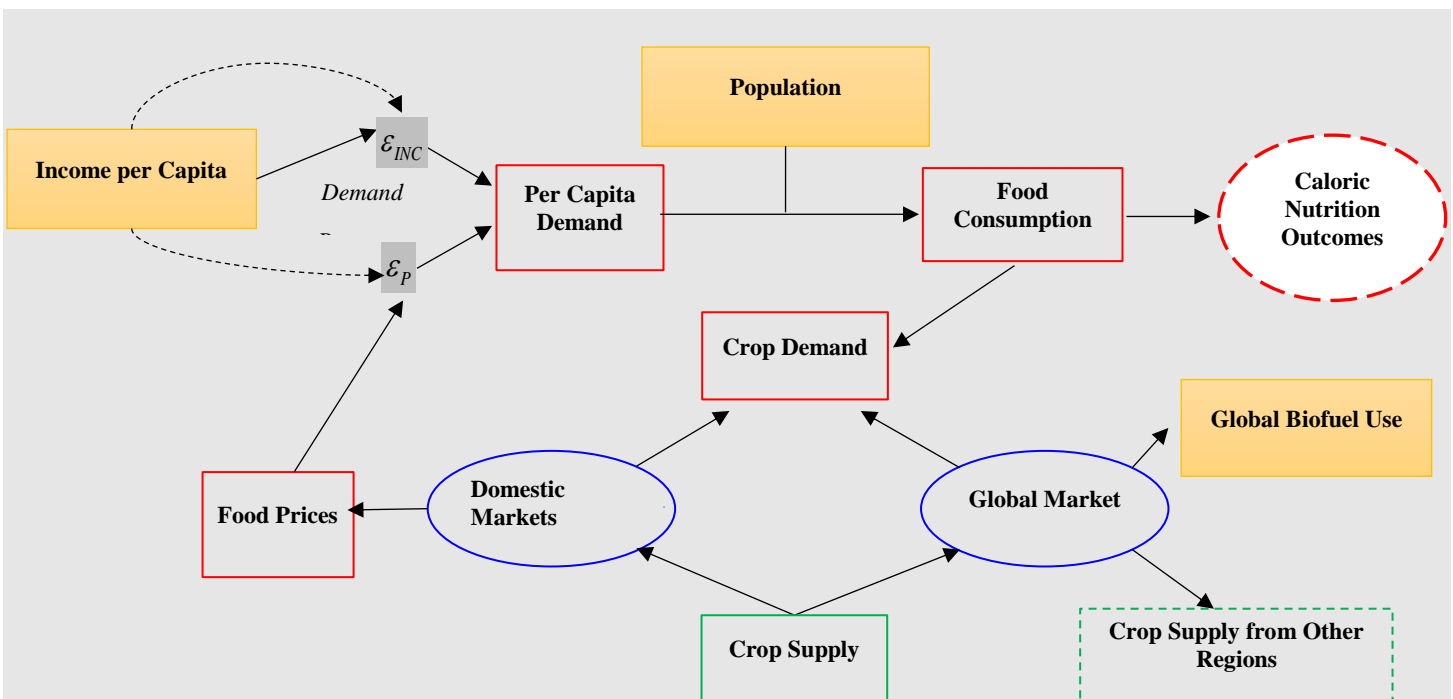 Population
Income per Capita
ε_INC
Demand
Per Capita
Demand
Food
Consumption
Caloric
Nutrition
Outcomes
ε_P
Crop Demand
Global Biofuel Use
Food Prices
Domestic
Markets
Global Market
Crop Supply
Crop Supply from Other
Regions